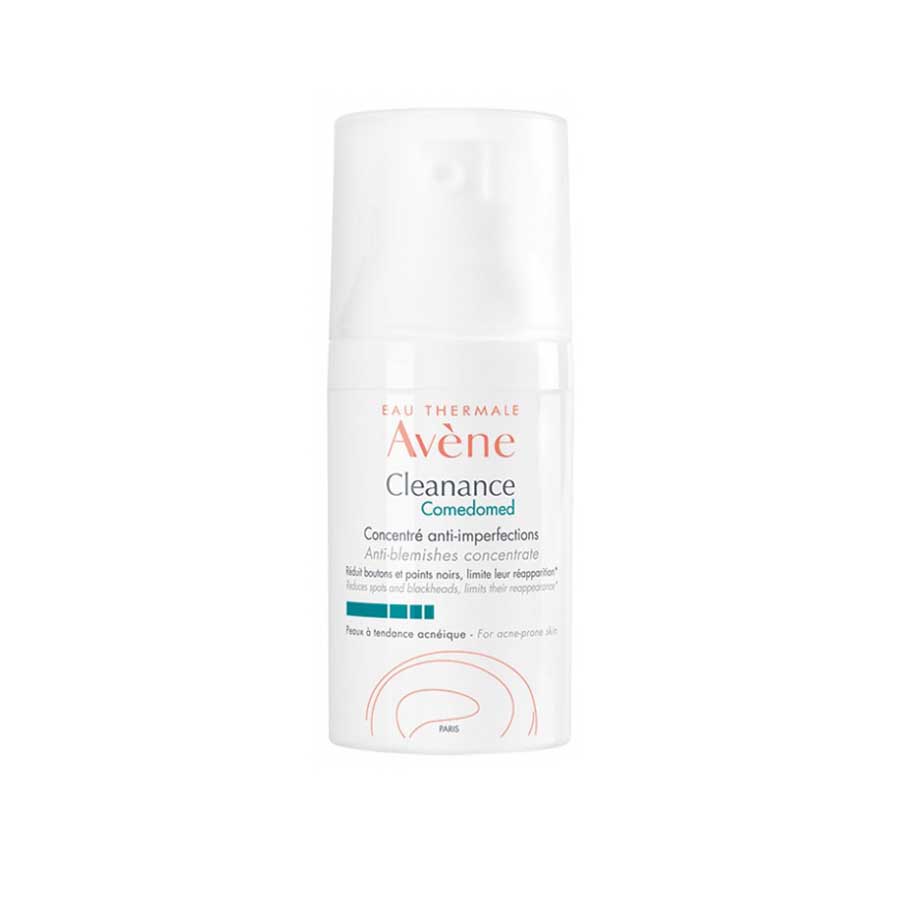 EAU THERMALE
Avène
Cleanance
Comedomed
Concentré anti-imperfections
Anti-blemishes concentrate
Réduit boutons et points noirs, limite leur réapparition*
Reduces spots and blackheads, limits their reappearance*
Peaux à tendance acnéique - For acne-prone skin
PARIS